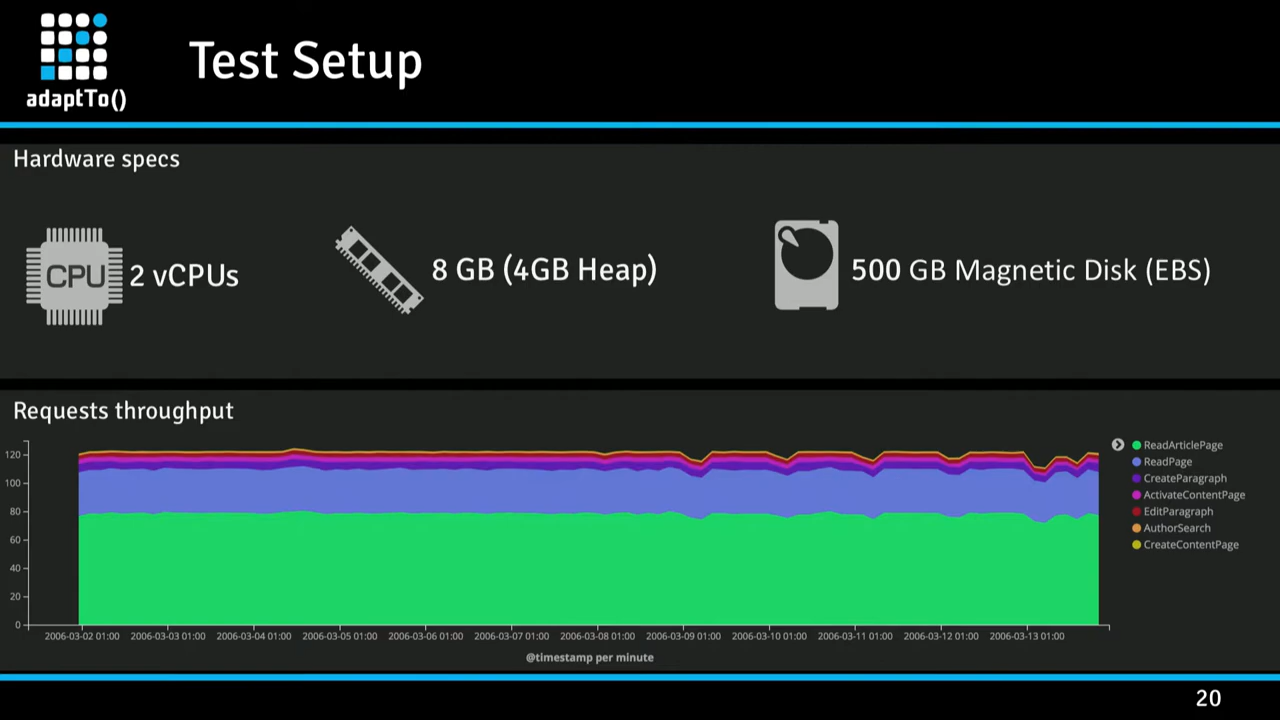 adaptTo()
Test Setup
Hardware specs
CPU
2 vCPUs
8 GB (4GB Heap)
500 GB Magnetic Disk (EBS)
Requests throughput
120
100
80
60
40
20
0
2006-03-02 01:00
2006-03-03 01:00
2006-03-04 01:00
2006-03-05 01:00
2006-03-06 01:00
2006-03-07 01:00
2006-03-08 01:00
2006-03-09 01:00
2006-03-10 01:00
2006-03-11 01:00
2006-03-12 01:00
2006-03-13 01:00
@timestamp per minute
ReadArticlePage
ReadPage
CreateParagraph
ActivateContentPage
EditParagraph
AuthorSearch
CreateContentPage
20